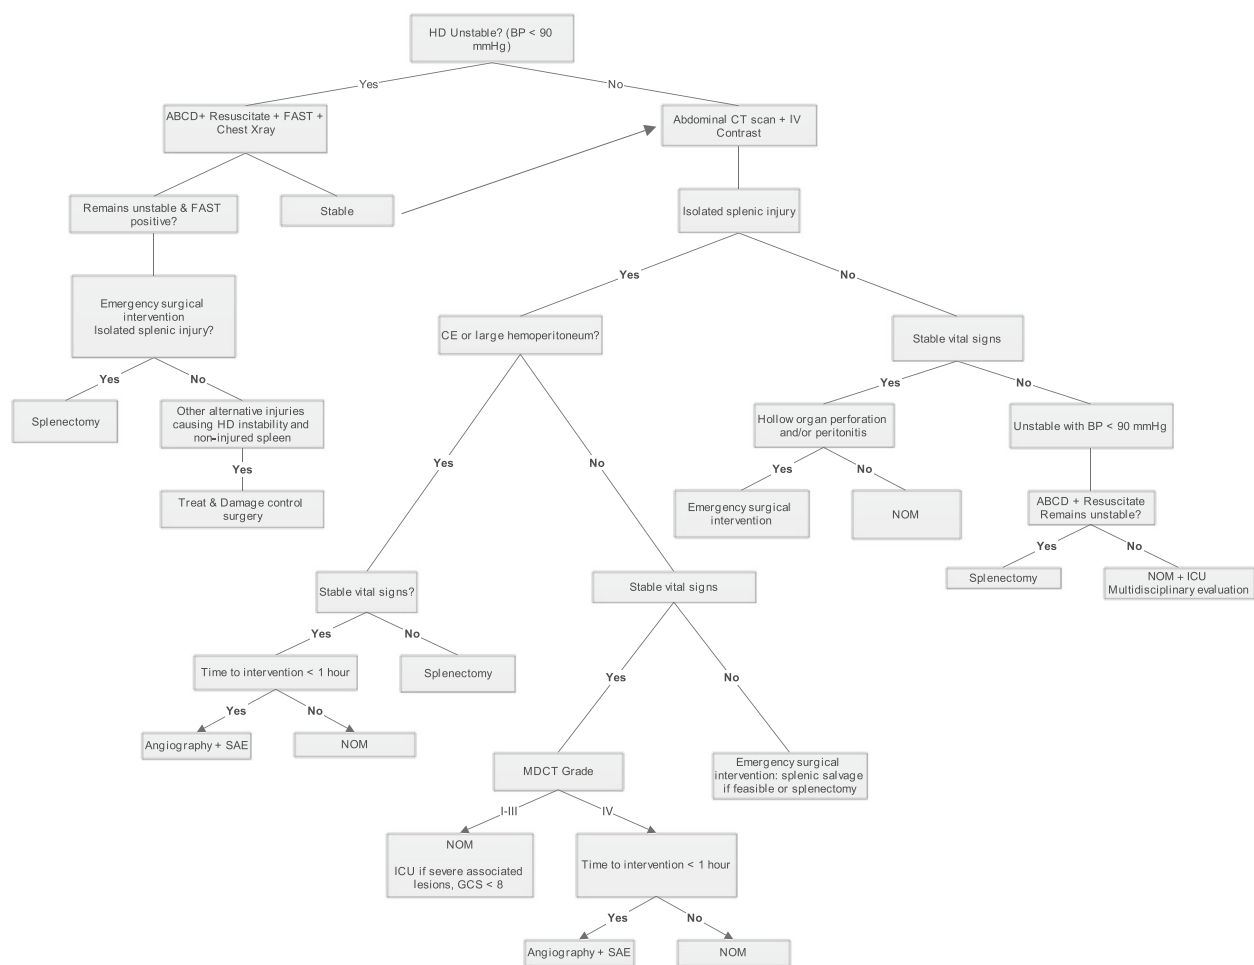 HD Unstable? (BP < 90
mmHg)
Yes
No
ABCD+ Resuscitate + FAST +
Chest Xray
Abdominal CT scan + IV
Contrast
Remains unstable & FAST
positive?
Stable
Isolated splenic injury
Yes
No
Emergency surgical
intervention
Isolated splenic injury?
CE or large hemoperitoneum?
Stable vital signs
Yes
No
Yes
No
Splenectomy
Other alternative injuries
causing HD instability and
non-injured spleen
Hollow organ perforation
and/or peritonitis
Unstable with BP < 90 mmHg
Yes
Yes
No
Yes
No
Treat & Damage control
surgery
Emergency surgical
intervention
NOM
ABCD + Resuscitate
Remains unstable?
Yes
No
Splenectomy
NOM + ICU
Multidisciplinary evaluation
Stable vital signs?
Stable vital signs
Yes
No
Time to intervention < 1 hour
Splenectomy
Yes
No
Yes
No
Angiography + SAE
NOM
MDCT Grade
Emergency surgical
intervention: splenic salvage
if feasible or splenectomy
I-III
IV
NOM
ICU if severe associated
lesions, GCS < 8
Time to intervention < 1 hour
Yes
No
Angiography + SAE
NOM